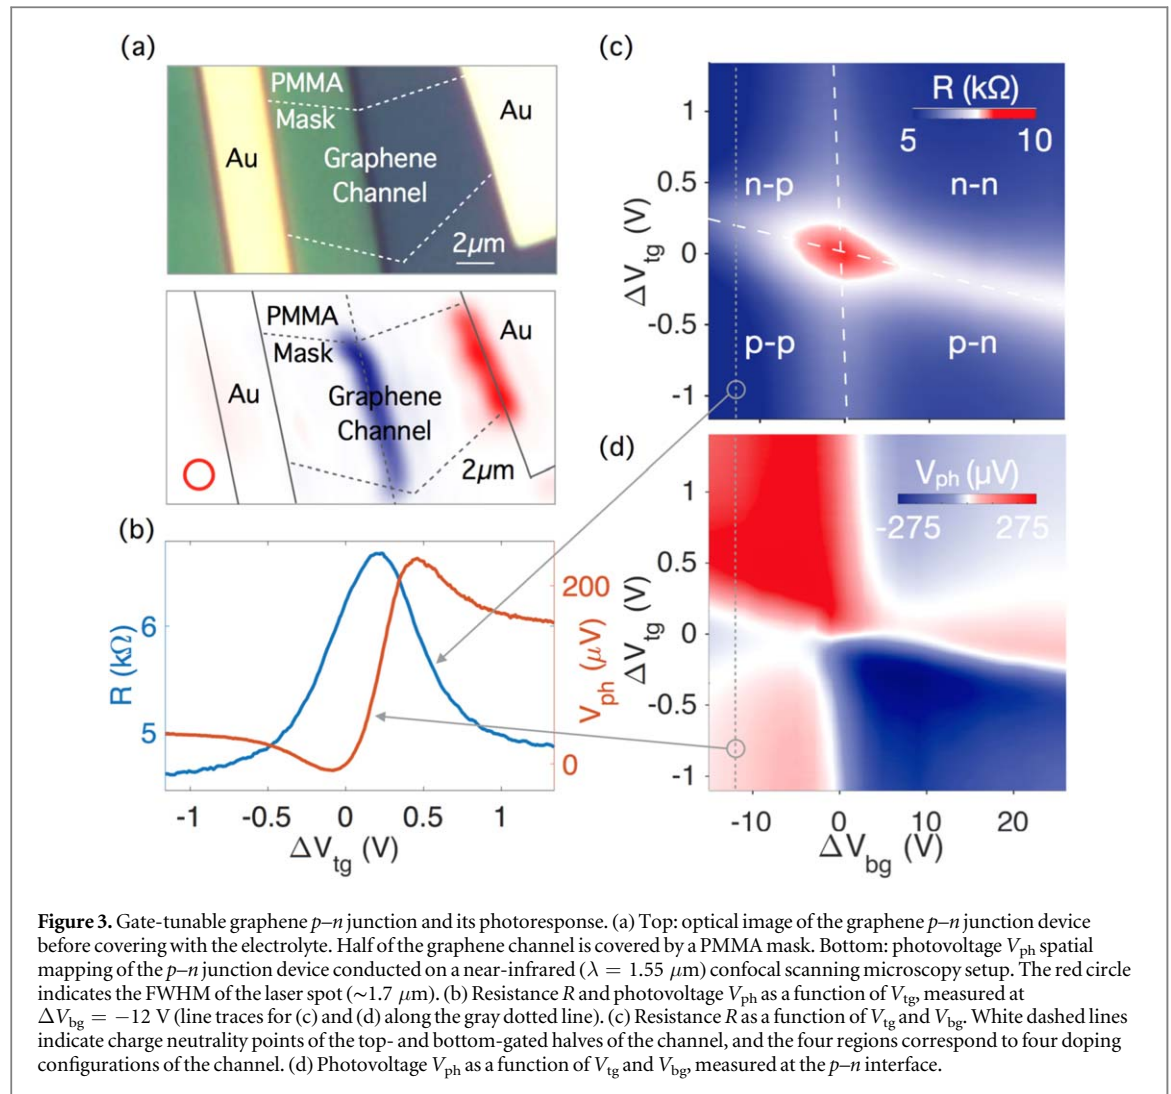 (a)
PMMA
Mask
Au
Graphene
Channel
Au
2μm
PMMA
Mask
Au
Graphene
Channel
Au
2μm
(b)
R (kΩ)
6
5
200
0
V_ph (μV)
-1 -0.5 0 0.5 1
ΔV_tg (V)
(c)
R (kΩ)
5 10
1
0.5
0
-0.5
-1
ΔV_tg (V)
n-p n-n
p-p p-n
(d)
V_ph (μV)
-275 275
1
0.5
0
-0.5
-1
ΔV_tg (V)
-10 0 10 20
ΔV_bg (V)
Figure 3. Gate-tunable graphene p–n junction and its photoresponse. (a) Top: optical image of the graphene p–n junction device
before covering with the electrolyte. Half of the graphene channel is covered by a PMMA mask. Bottom: photovoltage V_ph spatial
mapping of the p–n junction device conducted on a near-infrared (λ = 1.55 μm) confocal scanning microscopy setup. The red circle
indicates the FWHM of the laser spot (~1.7 μm). (b) Resistance R and photovoltage V_ph as a function of V_tg, measured at
ΔV_bg = −12 V (line traces for (c) and (d) along the gray dotted line). (c) Resistance R as a function of V_tg and V_bg. White dashed lines
indicate charge neutrality points of the top- and bottom-gated halves of the channel, and the four regions correspond to four doping
configurations of the channel. (d) Photovoltage V_ph as a function of V_tg and V_bg, measured at the p–n interface.